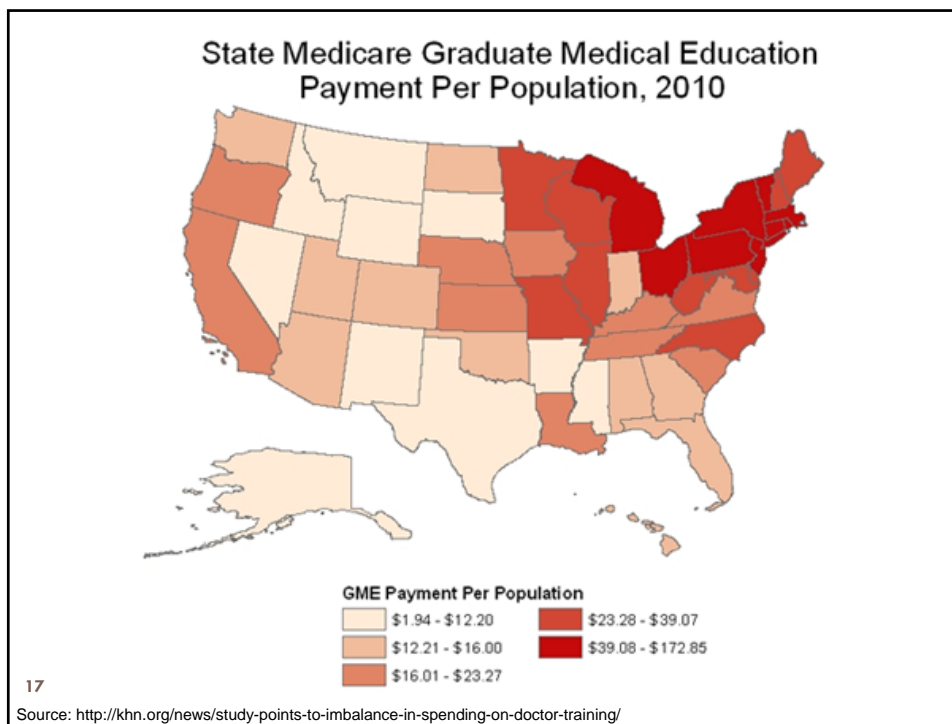 State Medicare Graduate Medical Education
Payment Per Population, 2010
GME Payment Per Population
$1.94 - $12.20
$12.21 - $16.00
$16.01 - $23.27
$23.28 - $39.07
$39.08 - $172.85
17
Source: http://khn.org/news/study-points-to-imbalance-in-spending-on-doctor-training/